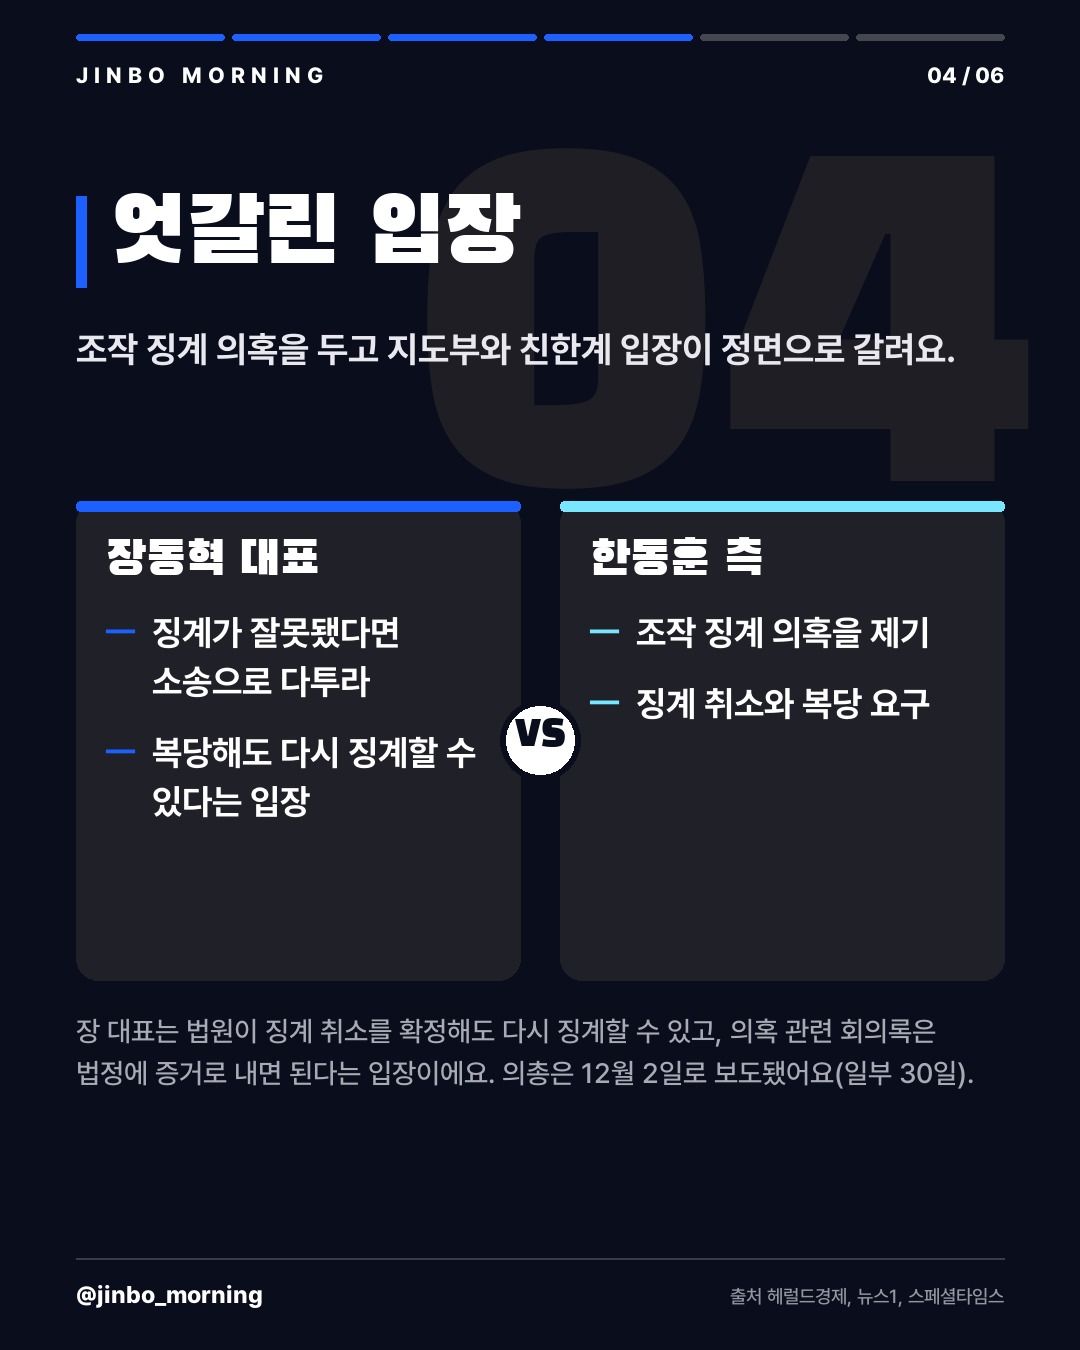 JINBO MORNING
04 / 06
04
엇갈린 입장
조작 징계 의혹을 두고 지도부와 친한계 입장이 정면으로 갈려요.
장동혁 대표
— 징계가 잘못됐다면
소송으로 다투라
— 복당해도 다시 징계할 수
있다는 입장
VS
한동훈 측
— 조작 징계 의혹을 제기
— 징계 취소와 복당 요구
장 대표는 법원이 징계 취소를 확정해도 다시 징계할 수 있고, 의혹 관련 회의록은
법정에 증거로 내면 된다는 입장이에요. 의총은 12월 2일로 보도됐어요(일부 30일).
@jinbo_morning
출처 헤럴드경제, 뉴스1, 스페셜타임스